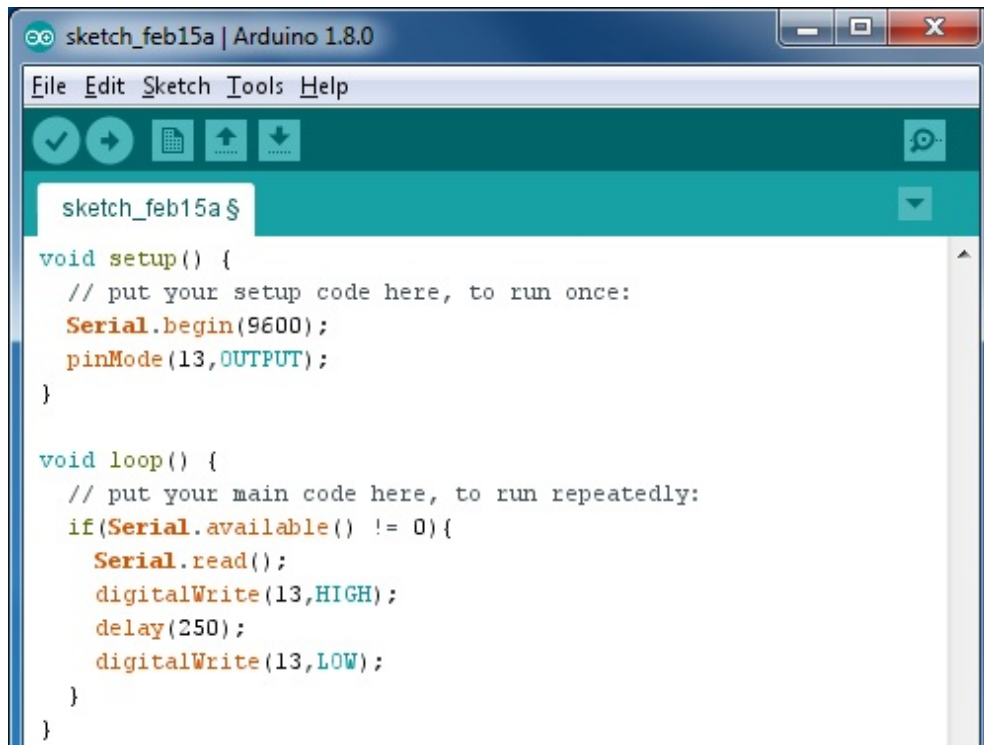 sketch_feb15a | Arduino 1.8.0
File Edit Sketch Tools Help
sketch_feb15a §
void setup() {
  // put your setup code here, to run once:
  Serial.begin(9600);
  pinMode(13,OUTPUT);
}

void loop() {
  // put your main code here, to run repeatedly:
  if(Serial.available() != 0){
    Serial.read();
    digitalWrite(13,HIGH);
    delay(250);
    digitalWrite(13,LOW);
  }
}